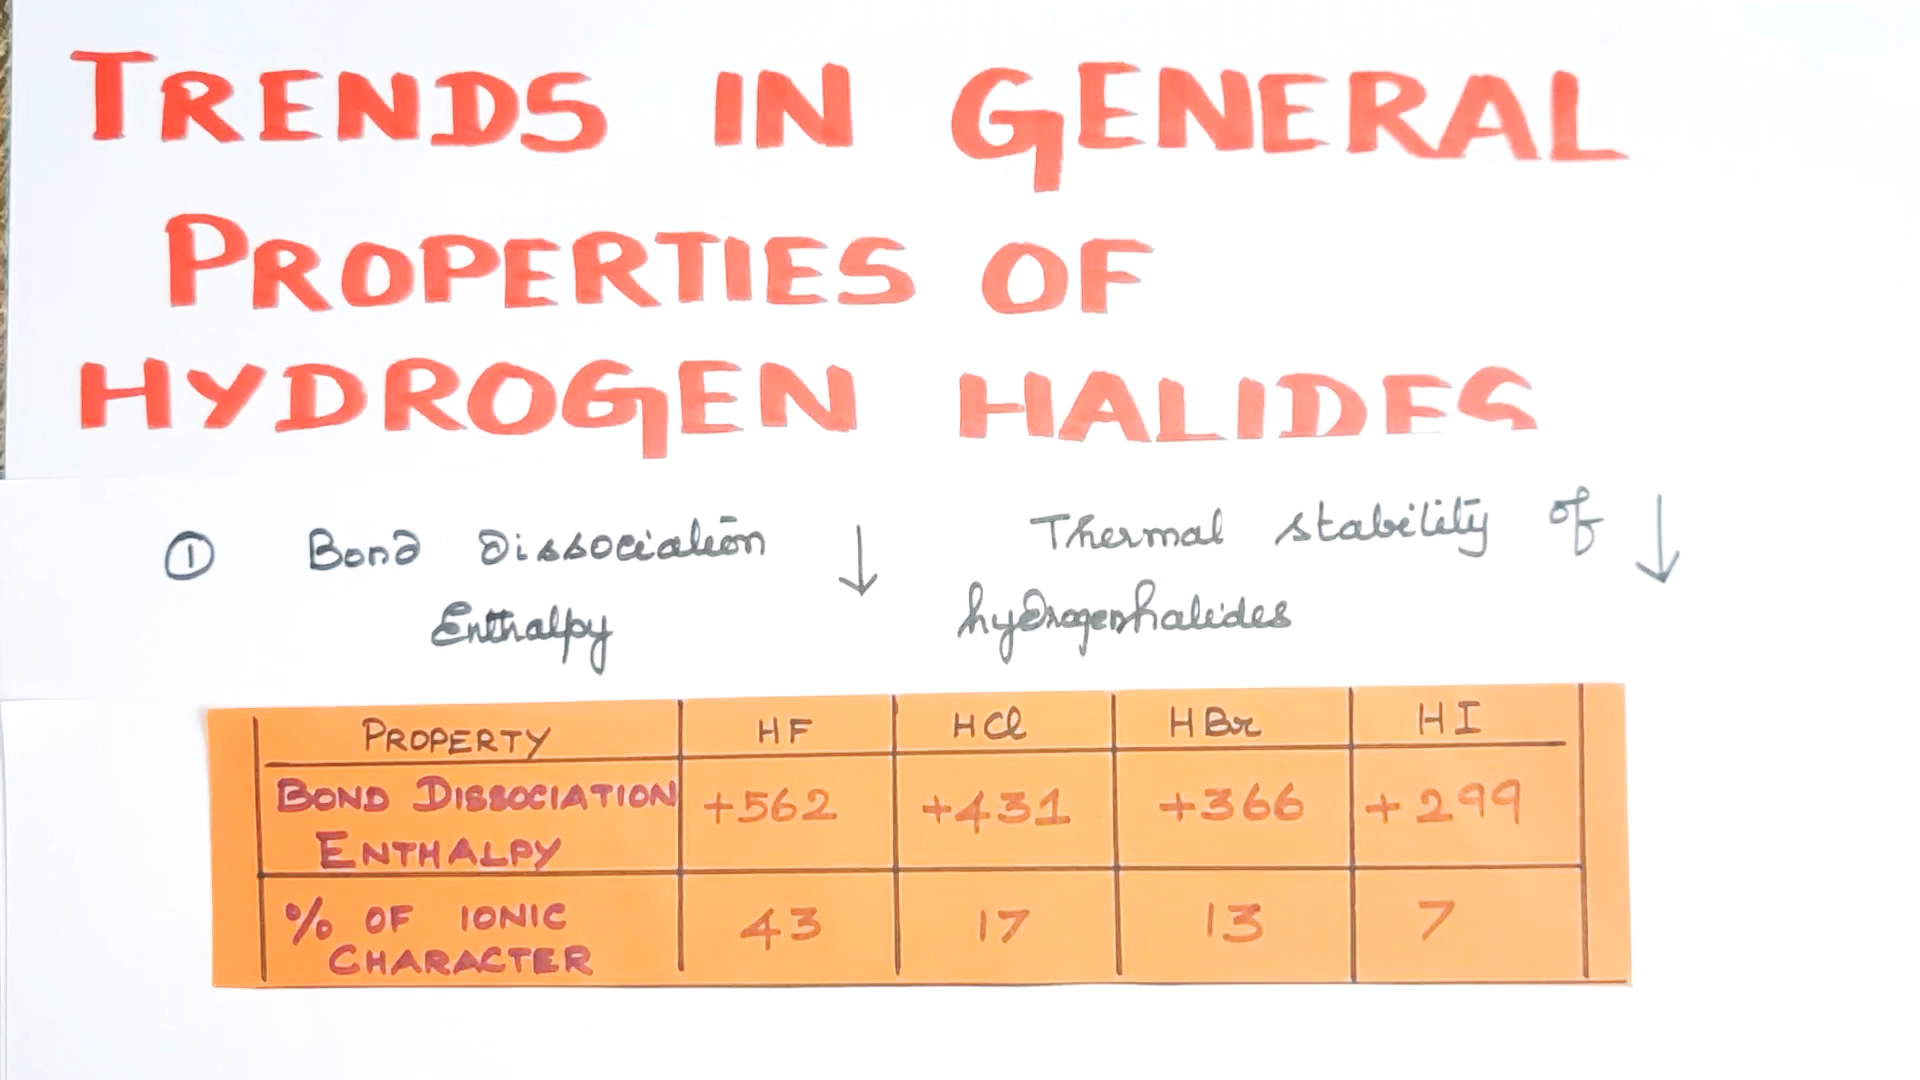 TRENDS IN GENERAL
PROPERTIES OF
HYDROGEN HALIDES
① Bond Dissociation ↓ Thermal stability of ↓
Enthalpy hydrogenhalides
PROPERTY HF HCl HBr HI
BOND DISSOCIATION +562 +431 +366 +299
ENTHALPY
% OF IONIC 43 17 13 7
CHARACTER